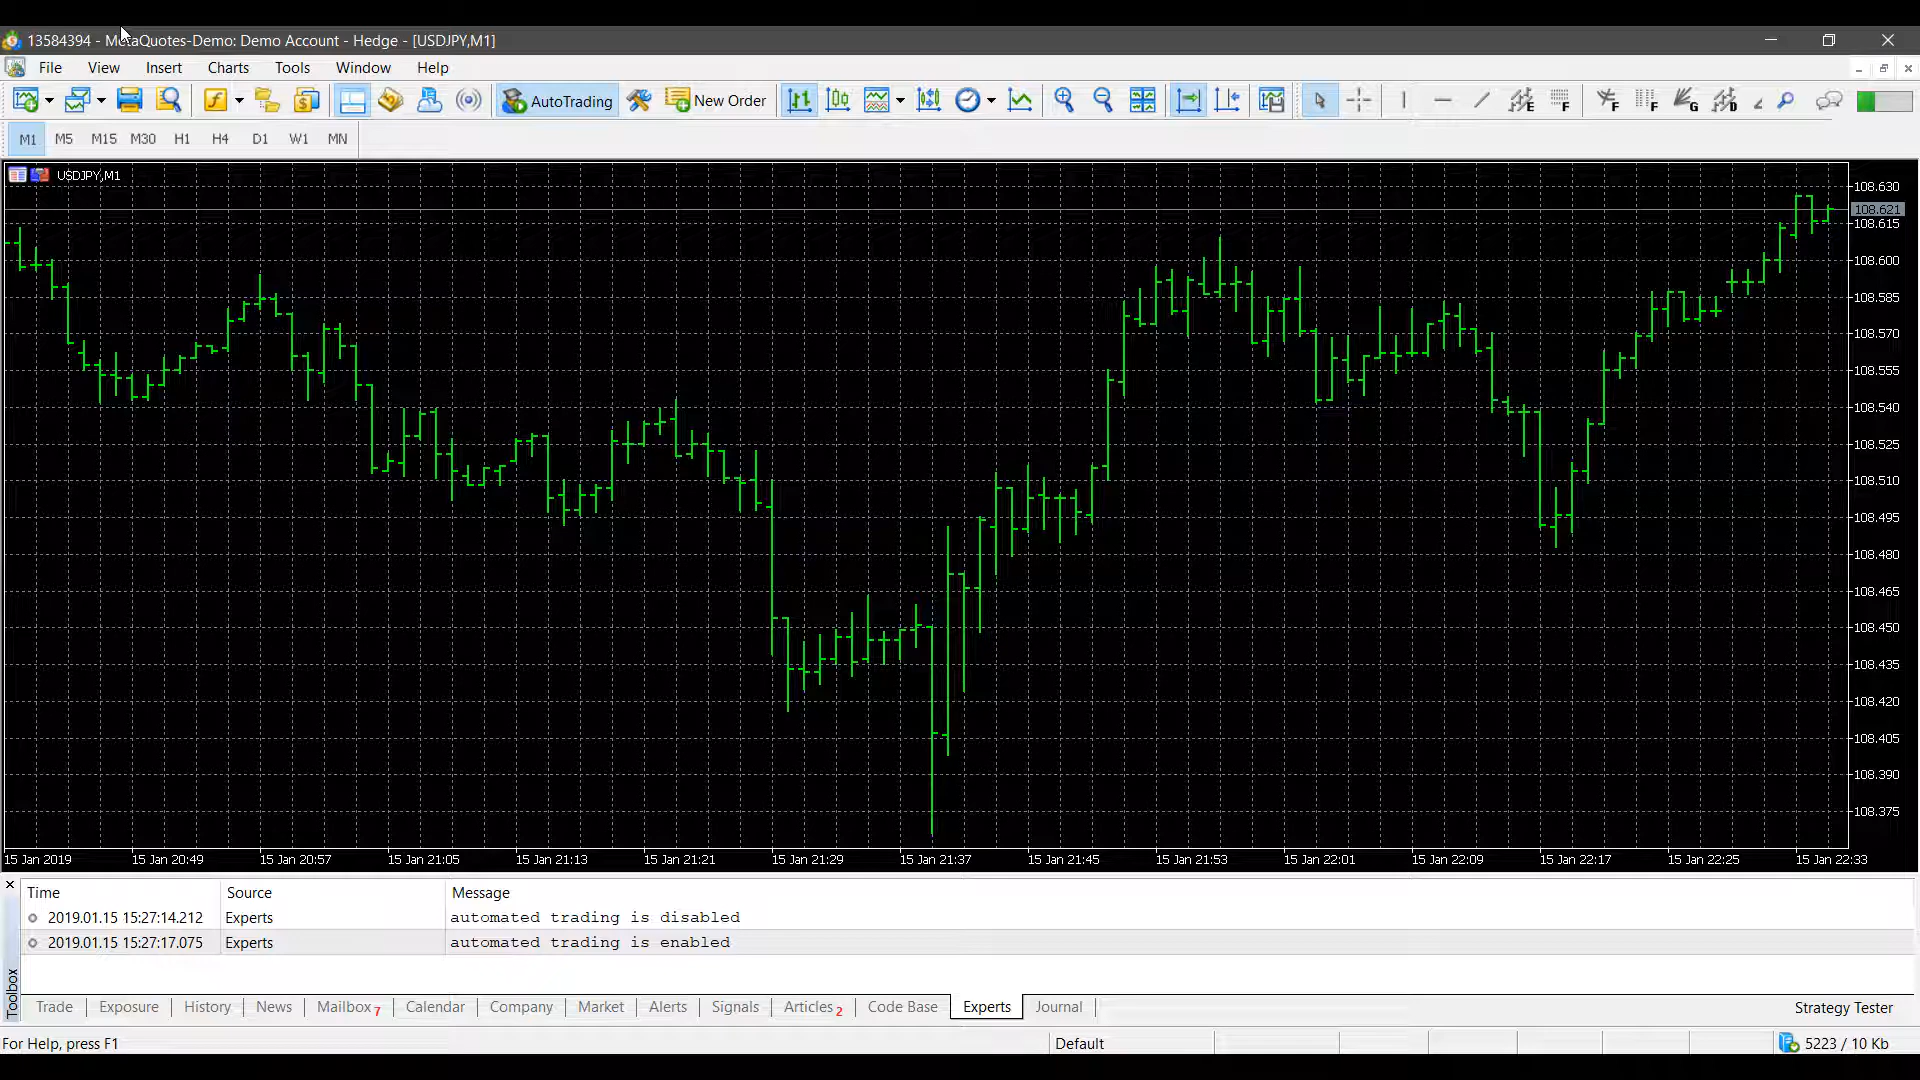 13584394 - MetaQuotes-Demo: Demo Account - Hedge - [USDJPY,M1]
File View Insert Charts Tools Window Help
AutoTrading New Order
M1 M5 M15 M30 H1 H4 D1 W1 MN
USDJPY,M1
108.630
108.621
108.615
108.600
108.585
108.570
108.555
108.540
108.525
108.510
108.495
108.480
108.465
108.450
108.435
108.420
108.405
108.390
108.375
15 Jan 2019 15 Jan 20:49 15 Jan 20:57 15 Jan 21:05 15 Jan 21:13 15 Jan 21:21 15 Jan 21:29 15 Jan 21:37 15 Jan 21:45 15 Jan 21:53 15 Jan 22:01 15 Jan 22:09 15 Jan 22:17 15 Jan 22:25 15 Jan 22:33
Time Source Message
2019.01.15 15:27:14.212 Experts automated trading is disabled
2019.01.15 15:27:17.075 Experts automated trading is enabled
Toolbox
Trade Exposure History News Mailbox 7 Calendar Company Market Alerts Signals Articles 2 Code Base Experts Journal Strategy Tester
For Help, press F1 Default 5223 / 10 Kb